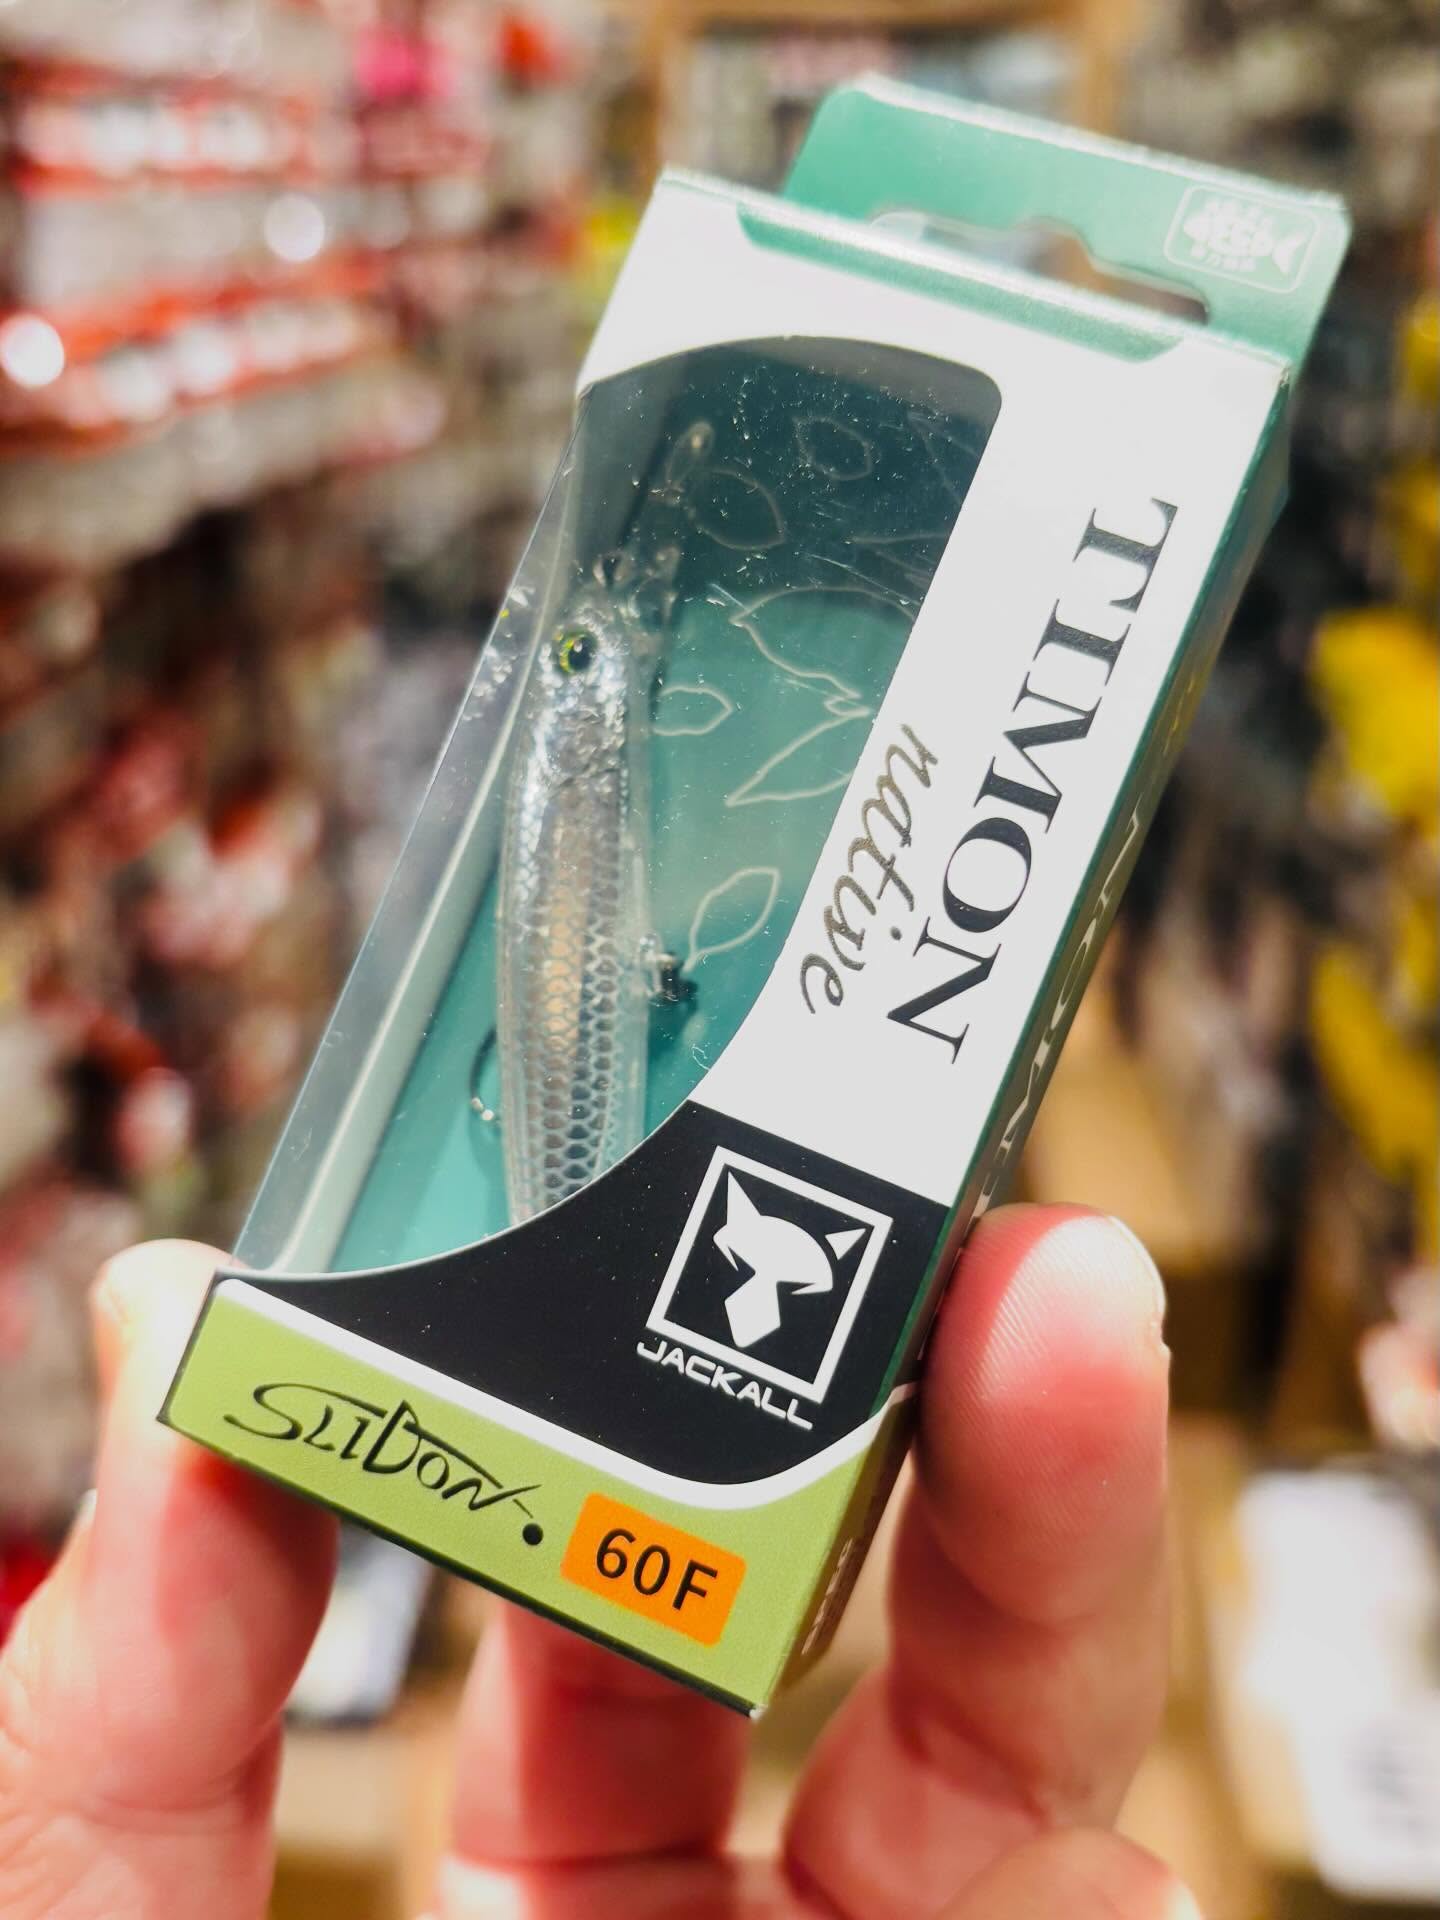 TIMON
native
JACKALL
SLIDON
60F